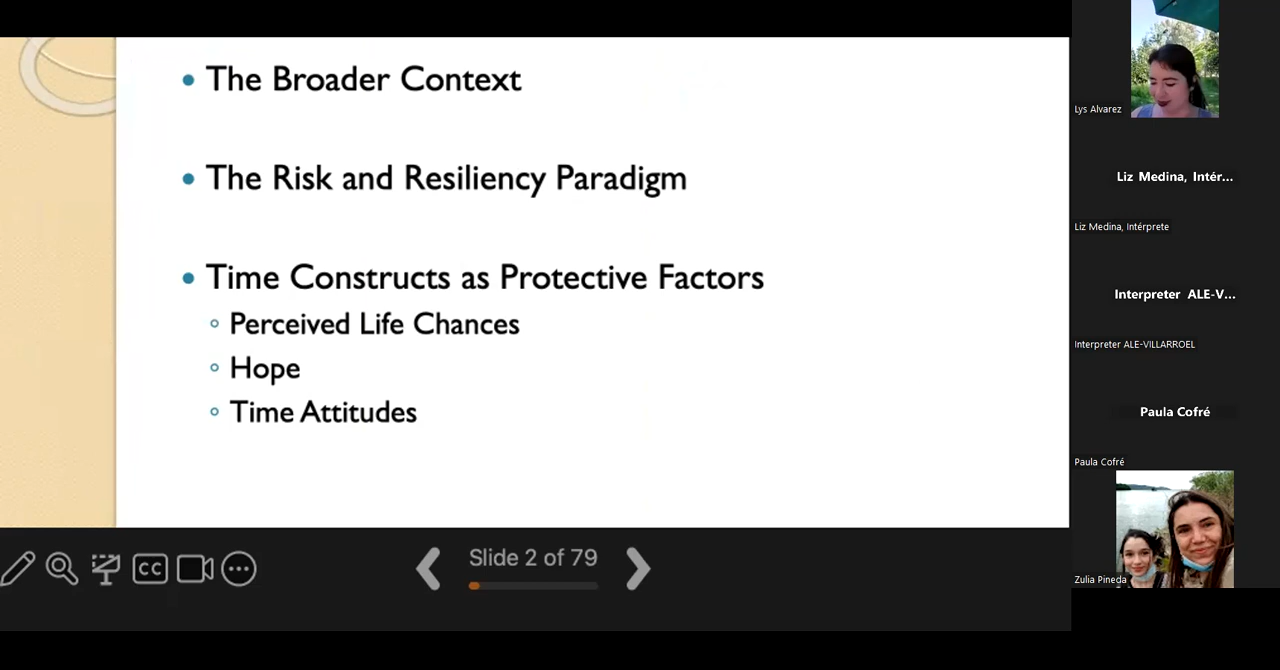 The Broader Context
The Risk and Resiliency Paradigm
Time Constructs as Protective Factors
Perceived Life Chances
Hope
Time Attitudes
CC
Slide 2 of 79
Lys Alvarez
Liz Medina, Intér...
Liz Medina, Intérprete
Interpreter ALE-V...
Interpreter ALE-VILLARROEL
Paula Cofré
Paula Cofré
Zulia Pineda